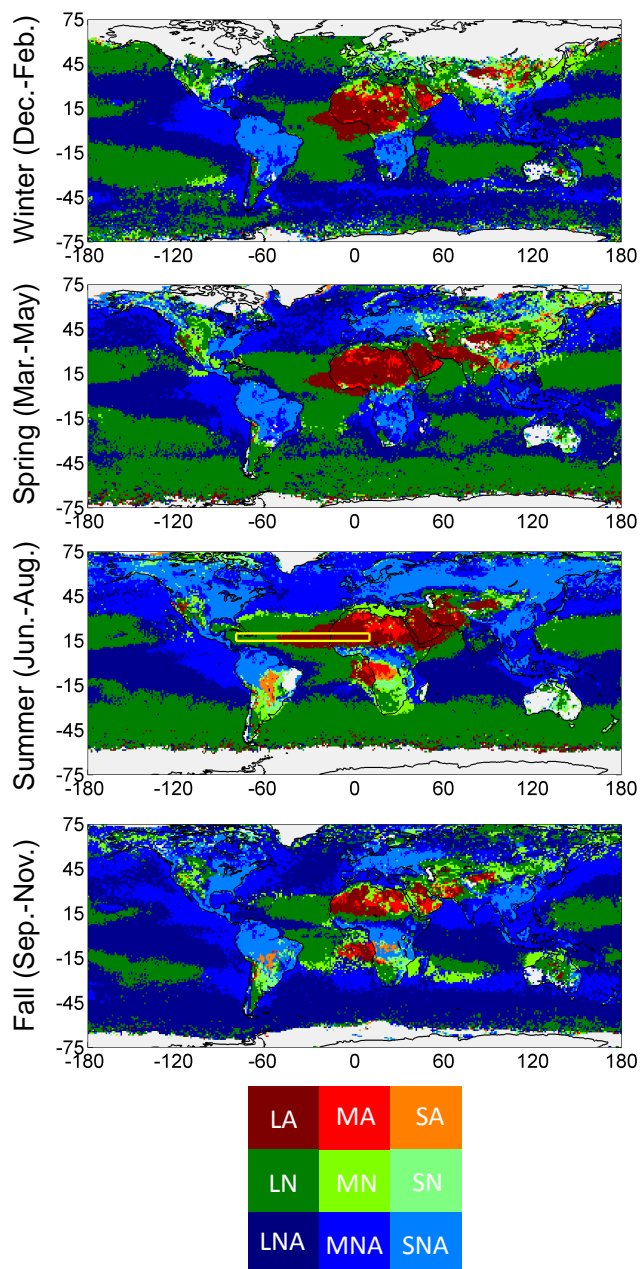 Winter (Dec.-Feb.)
75
45
15
-15
-45
-75
-180 -120 -60 0 60 120 180
Spring (Mar.-May)
75
45
15
-15
-45
-75
-180 -120 -60 0 60 120 180
Summer (Jun.-Aug.)
75
45
15
-15
-45
-75
-180 -120 -60 0 60 120 180
Fall (Sep.-Nov.)
75
45
15
-15
-45
-75
-180 -120 -60 0 60 120 180
LA MA SA
LN MN SN
LNA MNA SNA